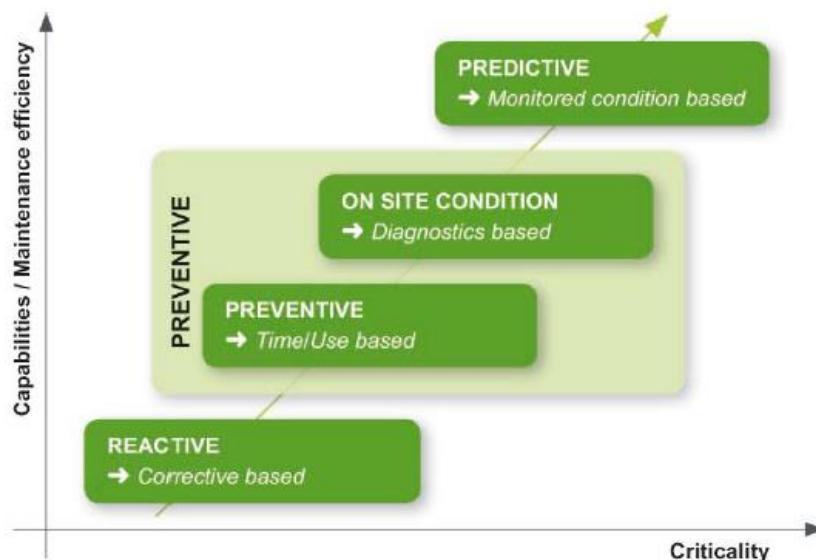 PREDICTIVE
➜ Monitored condition based
ON SITE CONDITION
➜ Diagnostics based
PREVENTIVE
PREVENTIVE
➜ Time/Use based
REACTIVE
➜ Corrective based
Capabilities / Maintenance efficiency
Criticality